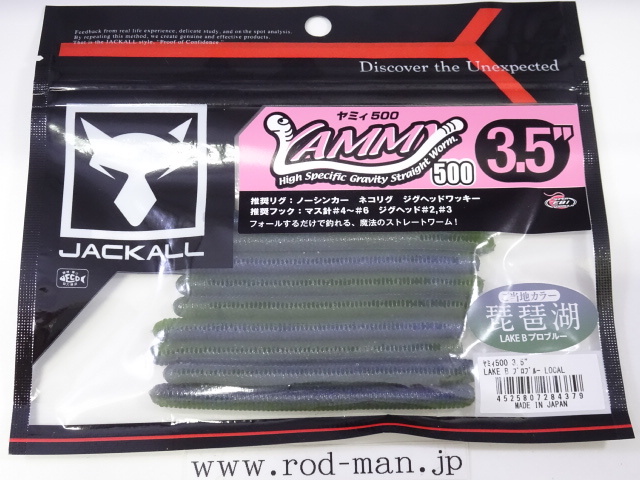 Feedback from real life experience, delicate study, and on the spot analysis.
By repeating this method, we create genuine and effective products.
That is the JACKALL style, "Proof of Confidence."
Discover the Unexpected
ヤミィ500
YAMMY
500
3.5"
High Specific Gravity Straight Worm.
推奨リグ：ノーシンカー ネコリグ ジグヘッドワッキー
推奨フック：マス針#4～#6 ジグヘッド#2,#3
フォールするだけで釣れる、魔法のストレートワーム！
JACKALL
ECO
ご当地カラー
琵琶湖
LAKE B プロブルー
ヤミィ500 3.5"
LAKE B プロブルー LOCAL
4525807284379
MADE IN JAPAN
www.rod-man.jp